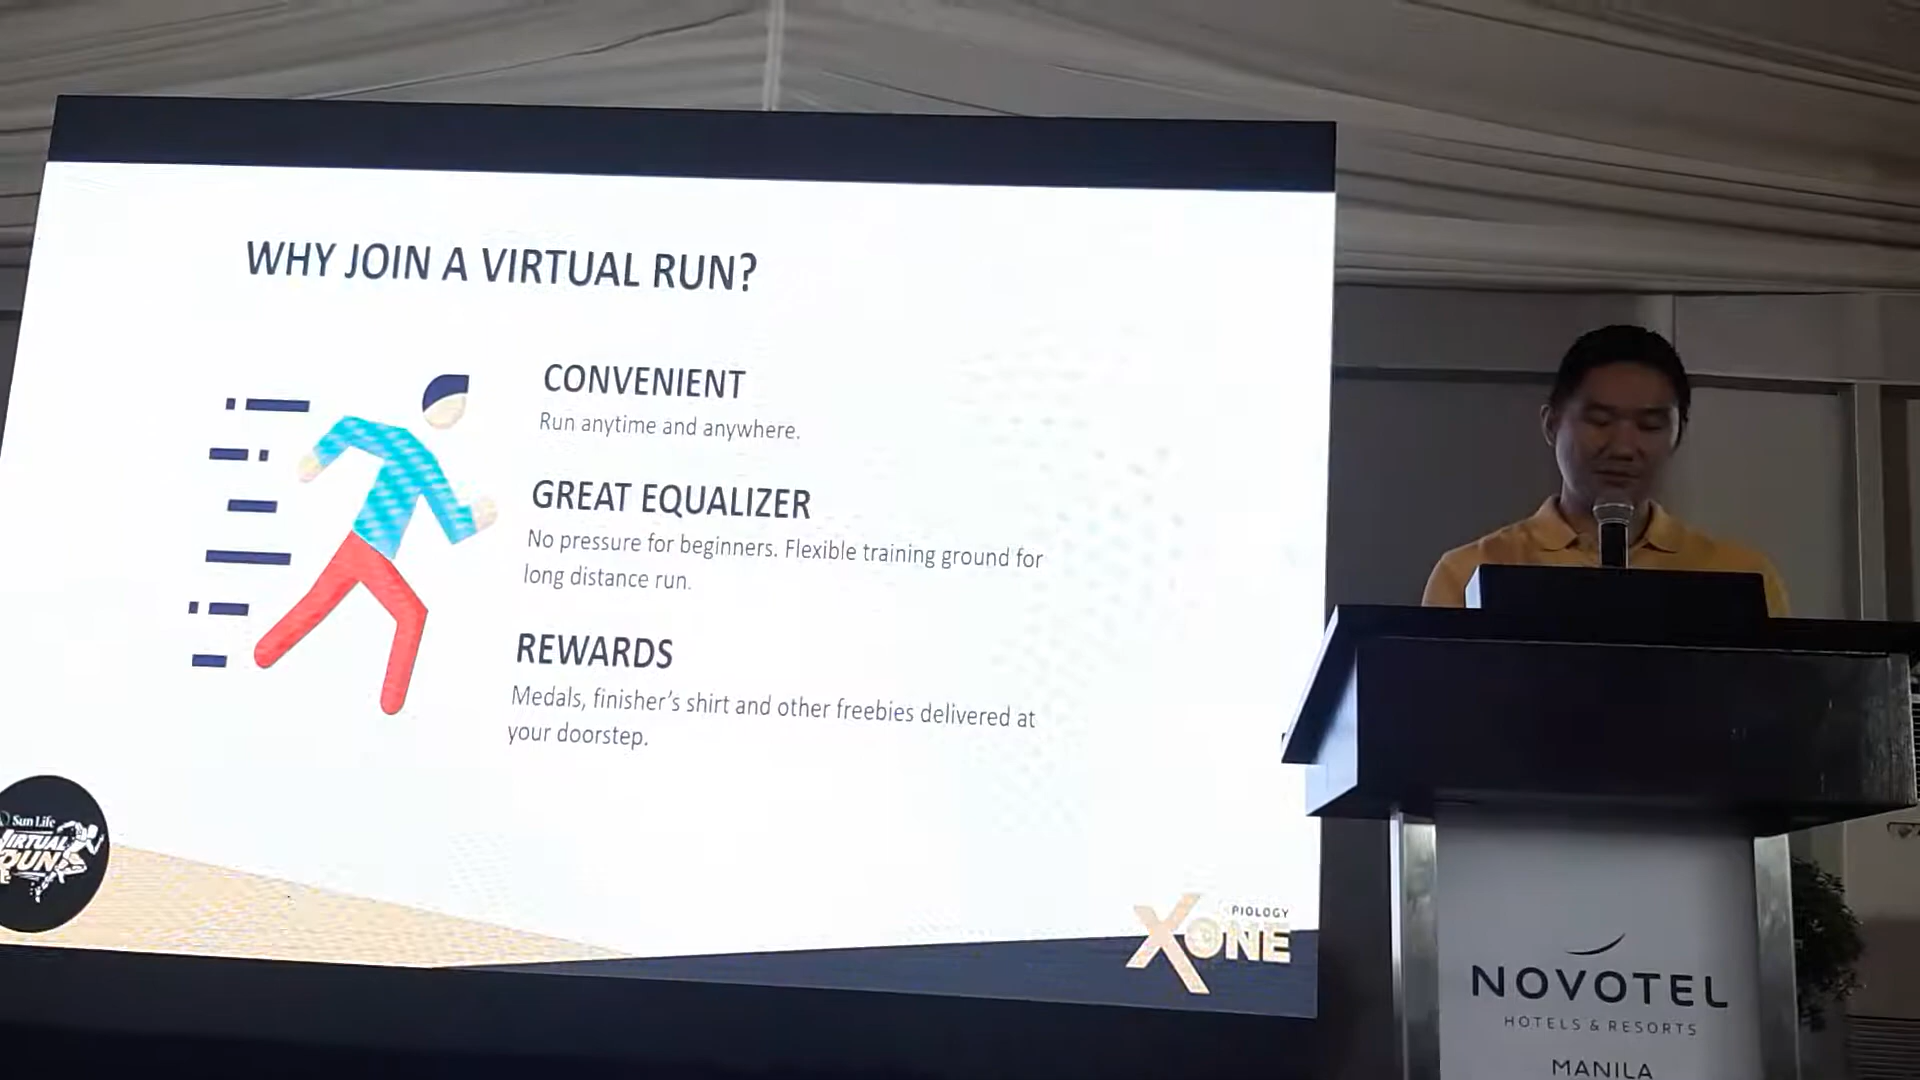 WHY JOIN A VIRTUAL RUN?
CONVENIENT
Run anytime and anywhere.
GREAT EQUALIZER
No pressure for beginners. Flexible training ground for
long distance run.
REWARDS
Medals, finisher's shirt and other freebies delivered at
your doorstep.
Sun Life
VIRTUAL
RUN
PIOLOGY
XONE
NOVOTEL
HOTELS & RESORTS
MANILA